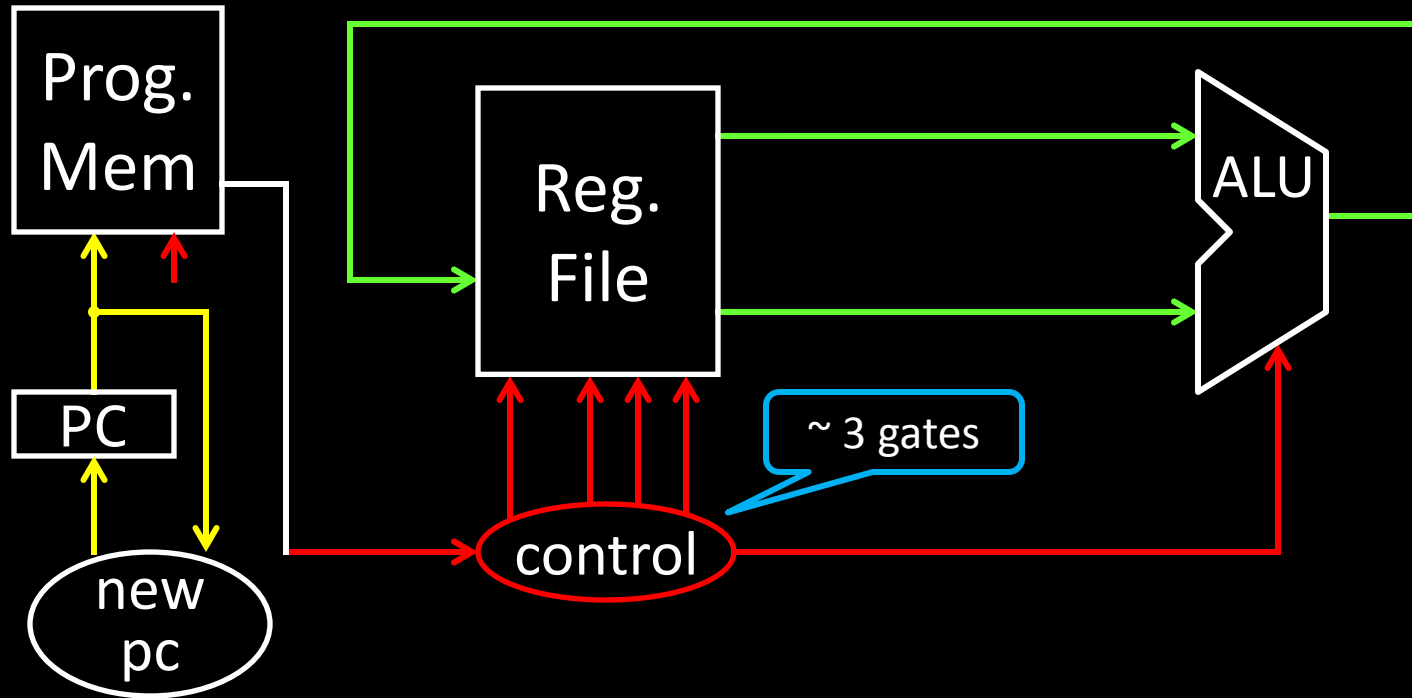 Prog.
Mem
Reg.
File
ALU
PC
~ 3 gates
control
new
pc